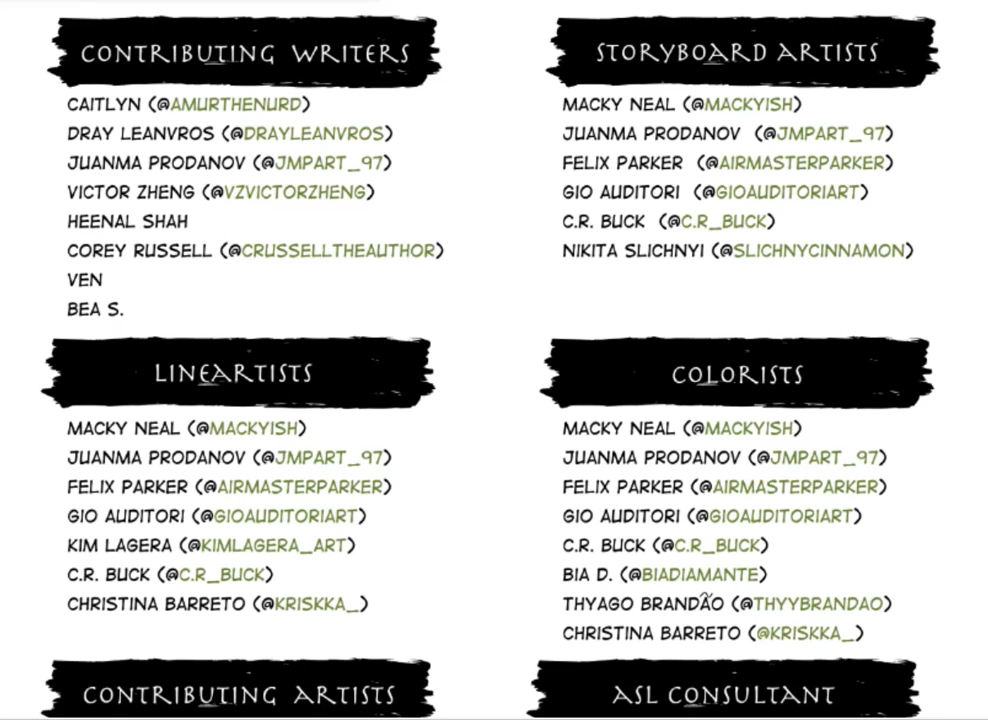 CONTRIBUTING WRITERS
CAITLYN (@AMURTHENURD)
DRAY LEANVROS (@DRAYLEANVROS)
JUANMA PRODANOV (@JMPART_97)
VICTOR ZHENG (@VZVICTORZHENG)
HEENAL SHAH
COREY RUSSELL (@CRUSSELLTHEAUTHOR)
VEN
BEA S.
STORYBOARD ARTISTS
MACKY NEAL (@MACKYISH)
JUANMA PRODANOV (@JMPART_97)
FELIX PARKER (@AIRMASTERPARKER)
GIO AUDITORI (@GIOAUDITORIART)
C.R. BUCK (@C.R_BUCK)
NIKITA SLICHNYI (@SLICHNYCINNAMON)
LINEARTISTS
MACKY NEAL (@MACKYISH)
JUANMA PRODANOV (@JMPART_97)
FELIX PARKER (@AIRMASTERPARKER)
GIO AUDITORI (@GIOAUDITORIART)
KIM LAGERA (@KIMLAGERA_ART)
C.R. BUCK (@C.R_BUCK)
CHRISTINA BARRETO (@KRISKKA_)
COLORISTS
MACKY NEAL (@MACKYISH)
JUANMA PRODANOV (@JMPART_97)
FELIX PARKER (@AIRMASTERPARKER)
GIO AUDITORI (@GIOAUDITORIART)
C.R. BUCK (@C.R_BUCK)
BIA D. (@BIADIAMANTE)
THYAGO BRANDÃO (@THYYBRANDAO)
CHRISTINA BARRETO (@KRISKKA_)
CONTRIBUTING ARTISTS
ASL CONSULTANT